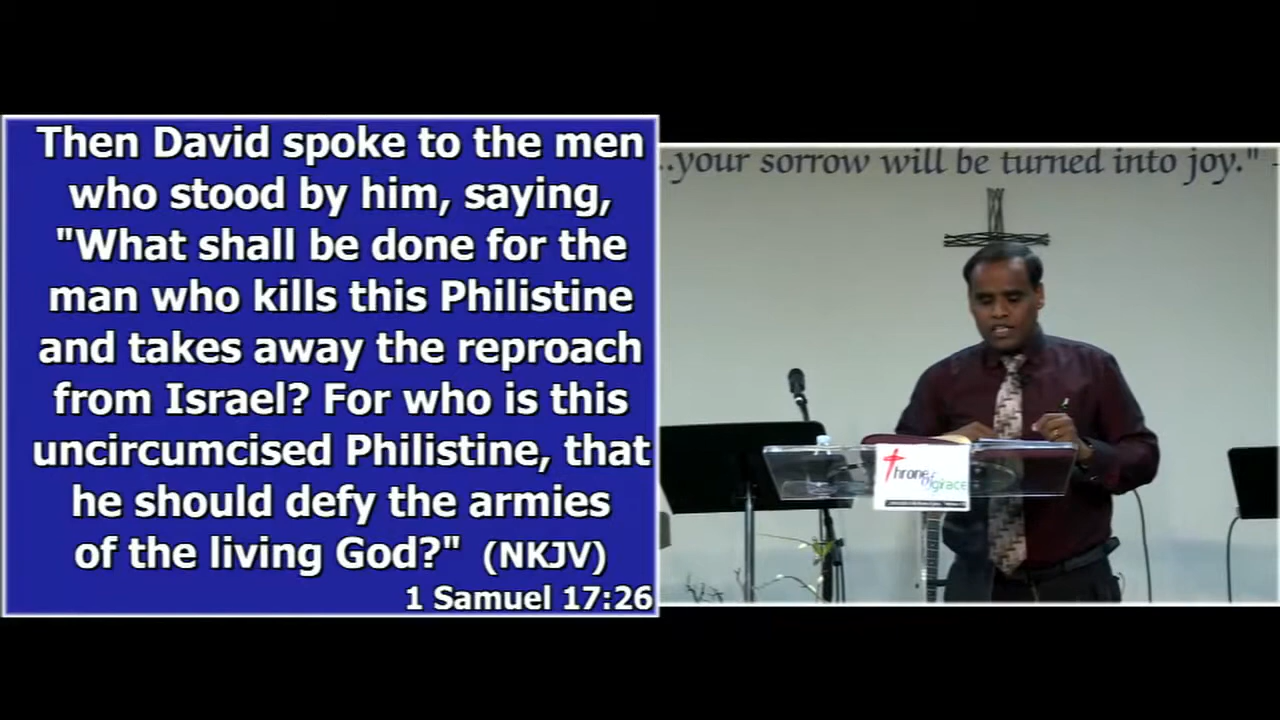 Then David spoke to the men
who stood by him, saying,
"What shall be done for the
man who kills this Philistine
and takes away the reproach
from Israel? For who is this
uncircumcised Philistine, that
he should defy the armies
of the living God?" (NKJV)
1 Samuel 17:26
...your sorrow will be turned into joy." -
Throne
of grace